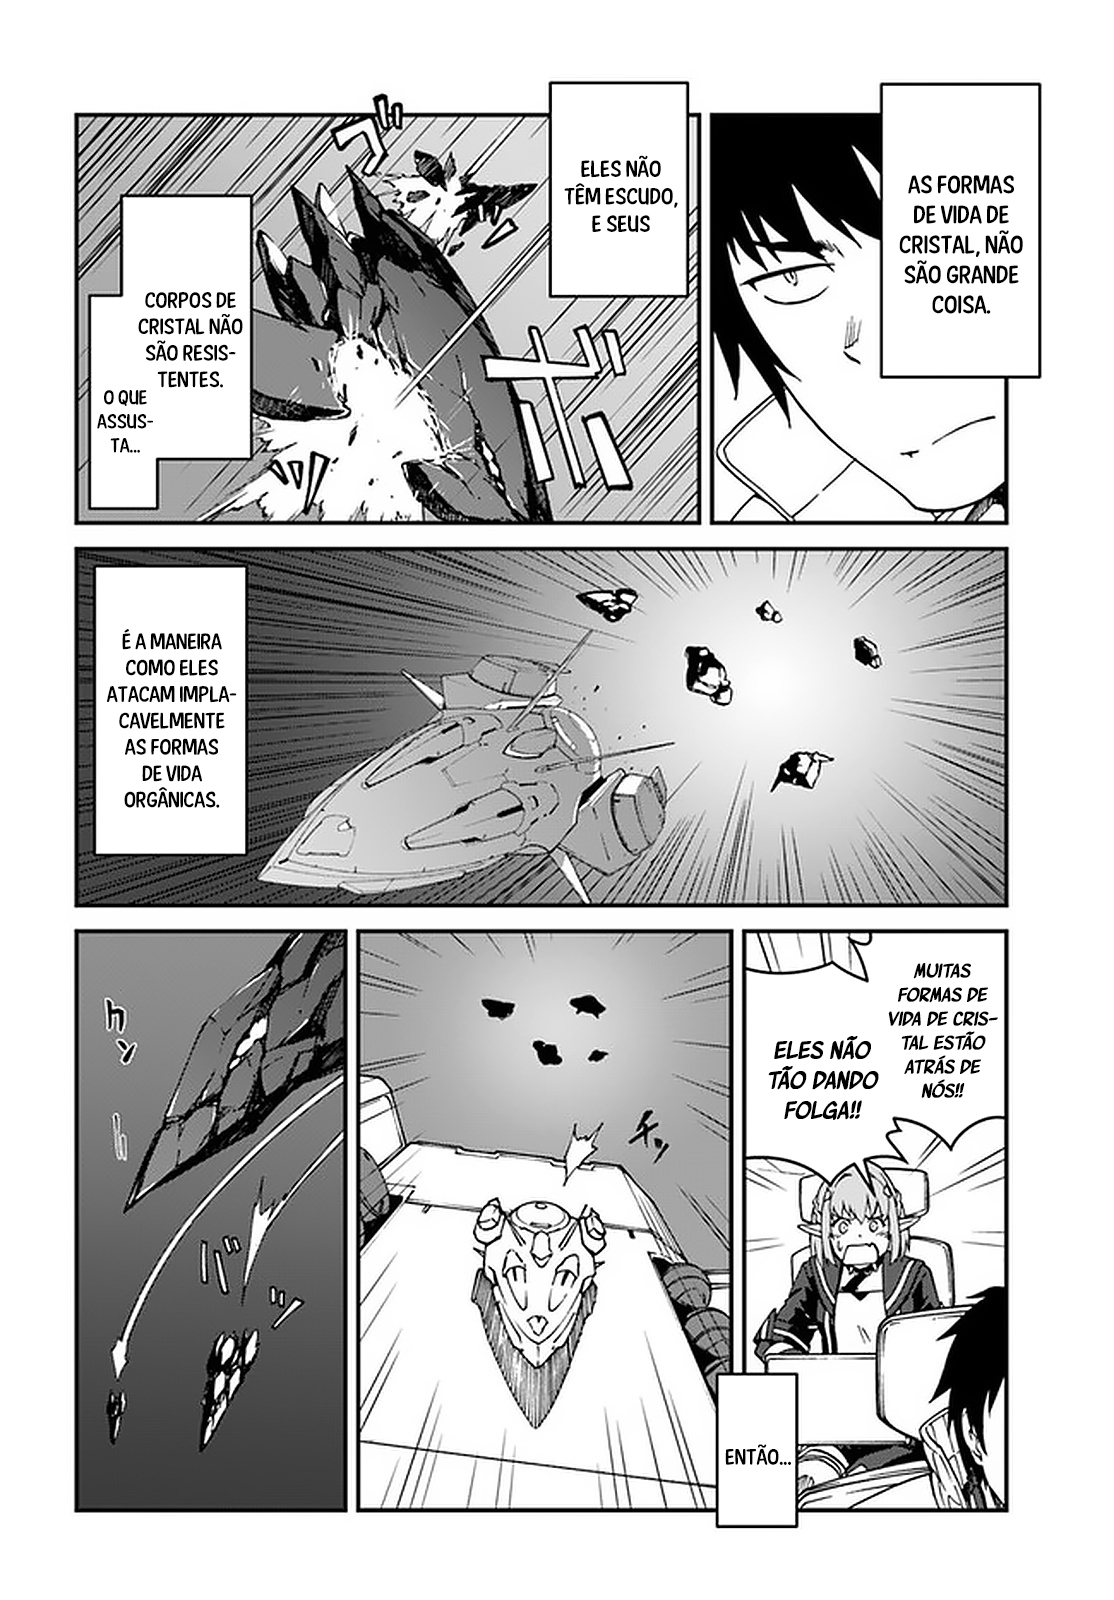 AS FORMAS
DE VIDA DE
CRISTAL, NÃO
SÃO GRANDE
COISA.
ELES NÃO
TÊM ESCUDO,
E SEUS
CORPOS DE
CRISTAL NÃO
SÃO RESIS-
TENTES.
O QUE
ASSUS-
TA...
É A MANEIRA
COMO ELES
ATACAM IMPLA-
CAVELMENTE
AS FORMAS
DE VIDA
ORGÂNICAS.
MUITAS
FORMAS DE
VIDA DE CRIS-
TAL ESTÃO
ATRÁS DE
NÓS!!
ELES NÃO
TÃO DANDO
FOLGA!!
ENTÃO...